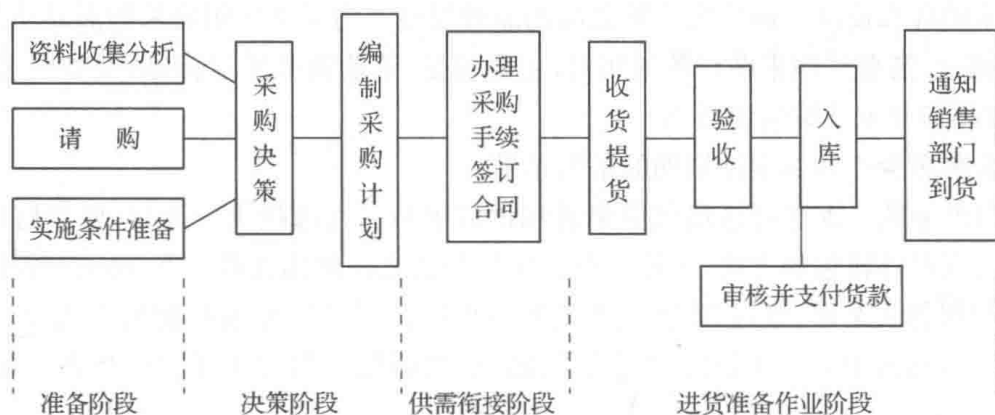 资料收集分析
请 购
实施条件准备
采购决策
编制采购计划
办理
采购
手续
签订
合同
收货提货
验收
入库
通知
销售
部门
到货
审核并支付货款
准备阶段
决策阶段
供需衔接阶段
进货准备作业阶段